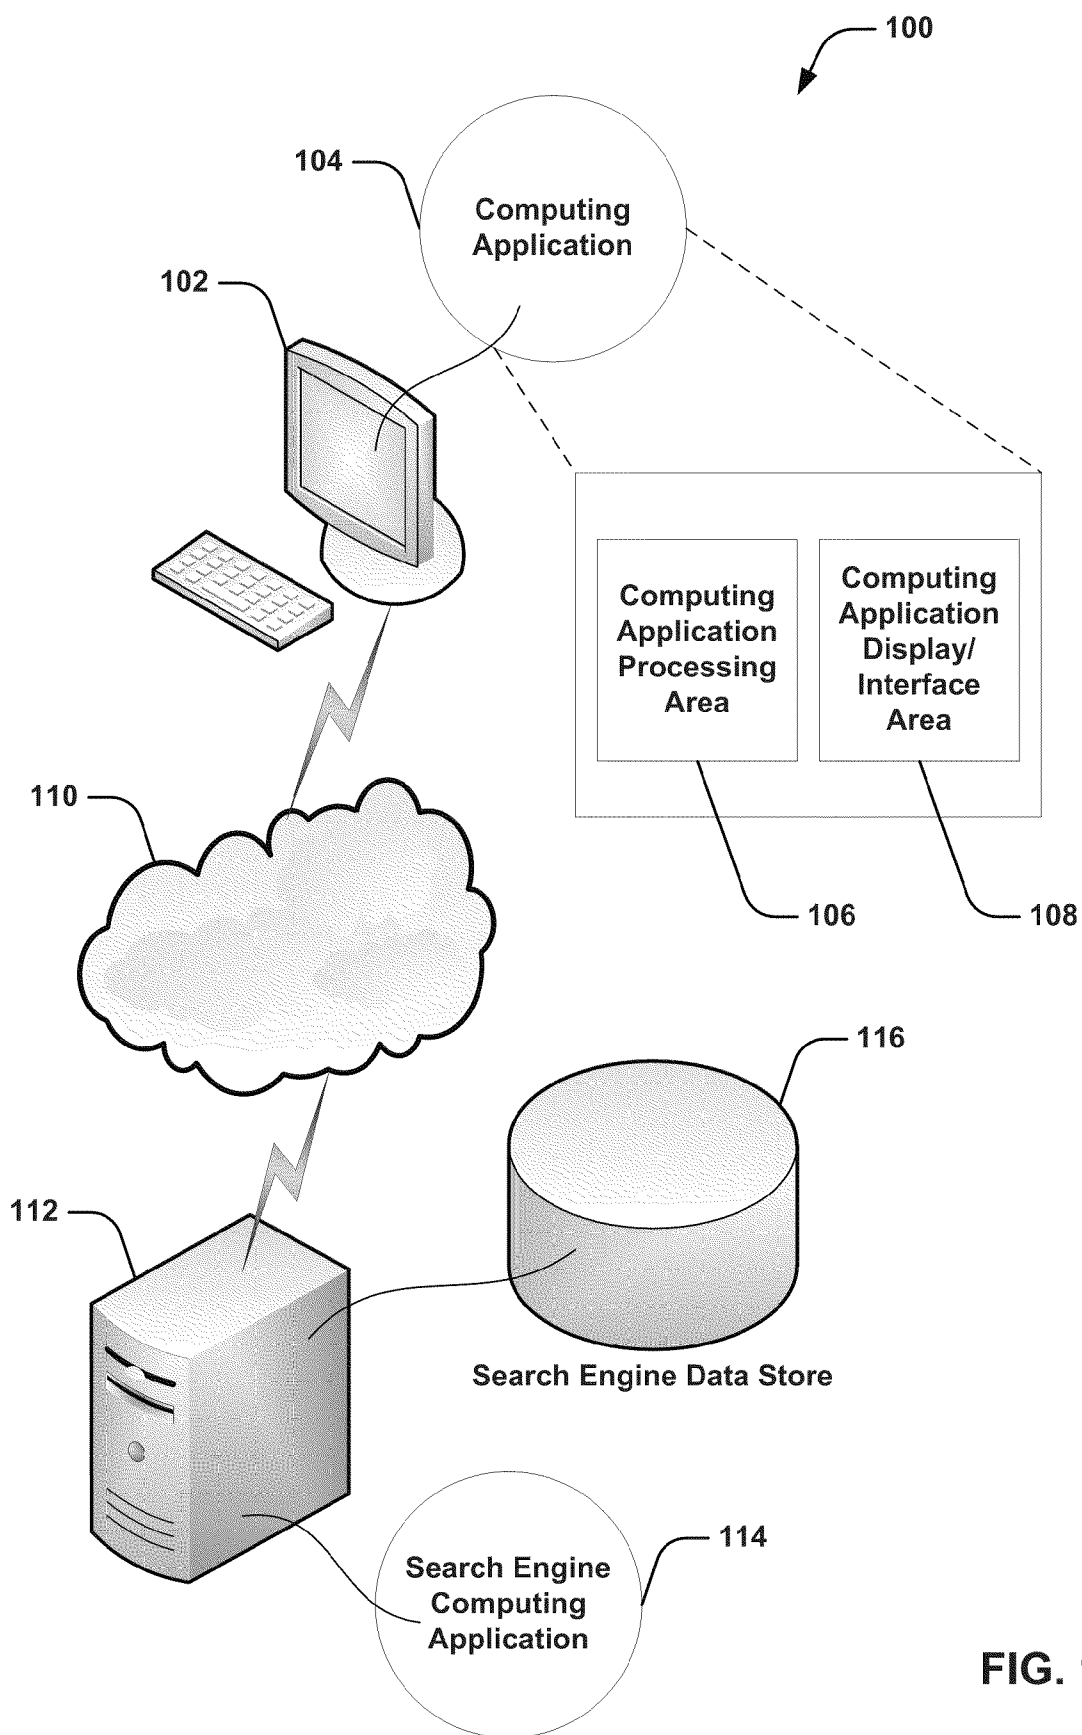 100
104
Computing
Application
102
Computing
Application
Processing
Area
Computing
Application
Display/
Interface
Area
110
106
108
116
112
Search Engine Data Store
114
Search Engine
Computing
Application
FIG.